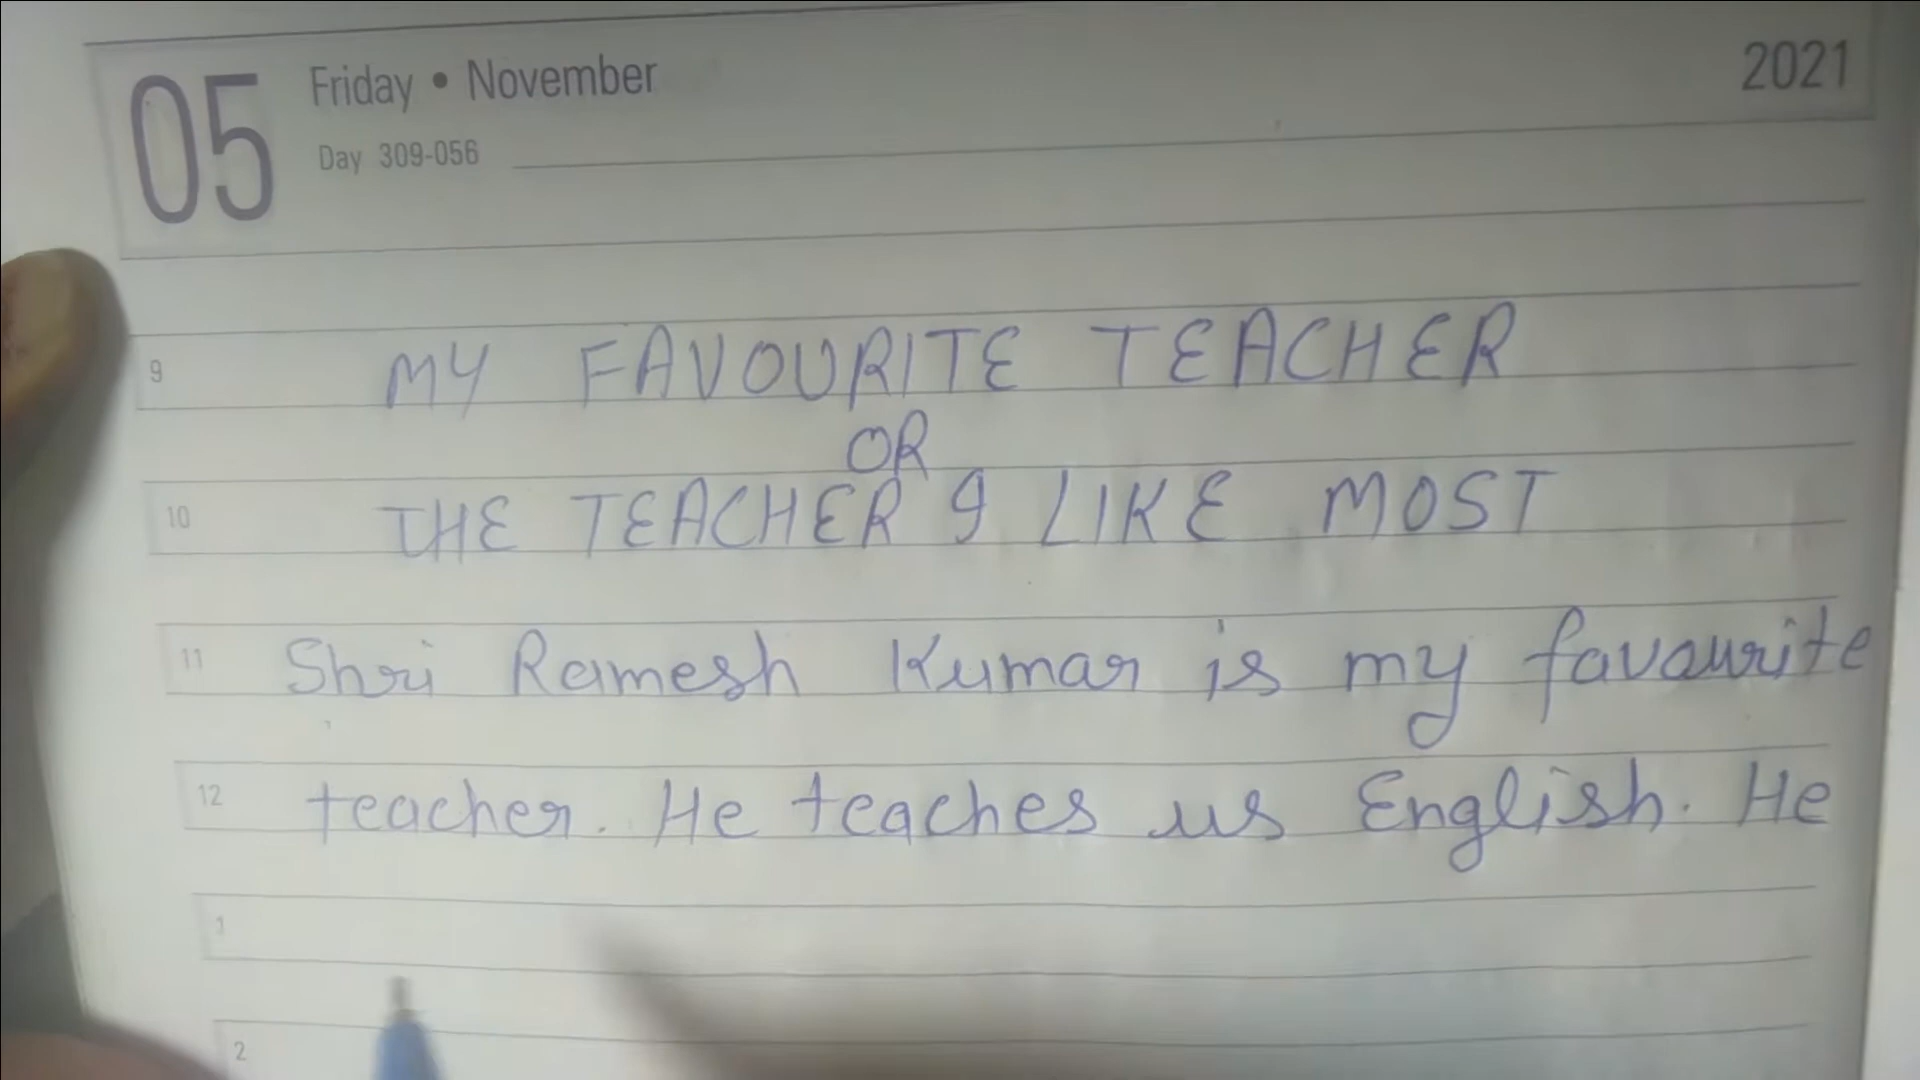 05 Friday • November 2021
Day 309-056
9 MY FAVOURITE TEACHER
OR
10 THE TEACHER I LIKE MOST
11 Shri Ramesh Kumar is my favourite
12 teacher. He teaches us English. He
1
2